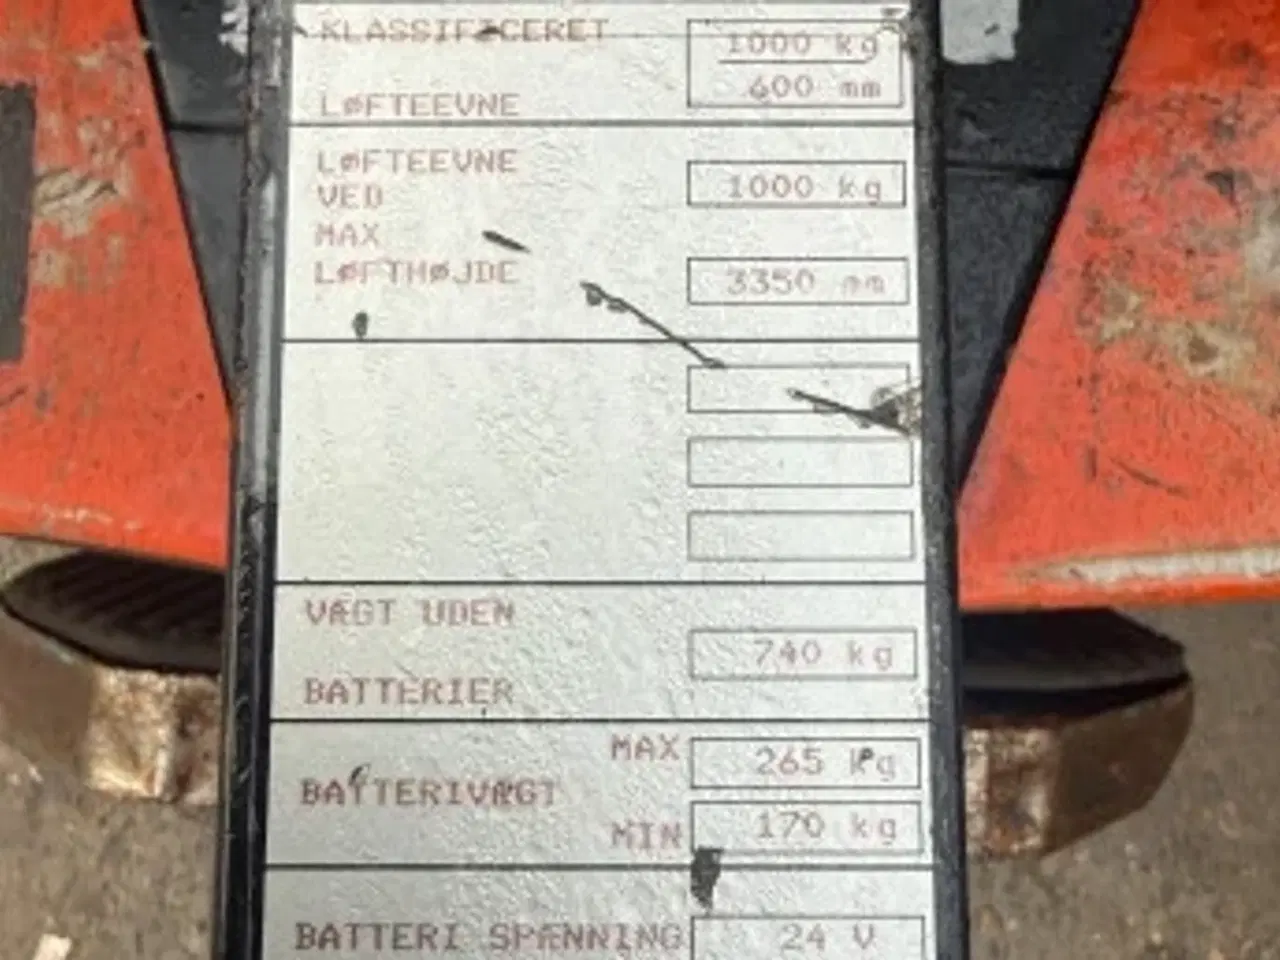 KLASSIFICERET 1000 kg
600 mm
LØFTEEVNE
LØFTEEVNE
VED 1000 kg
MAX
LØFTHØJDE 3350 mm
VÆGT UDEN
740 kg
BATTERIER
MAX 265 kg
BATTERIVÆGT
MIN 170 kg
BATTERI SPÆNNING 24 V